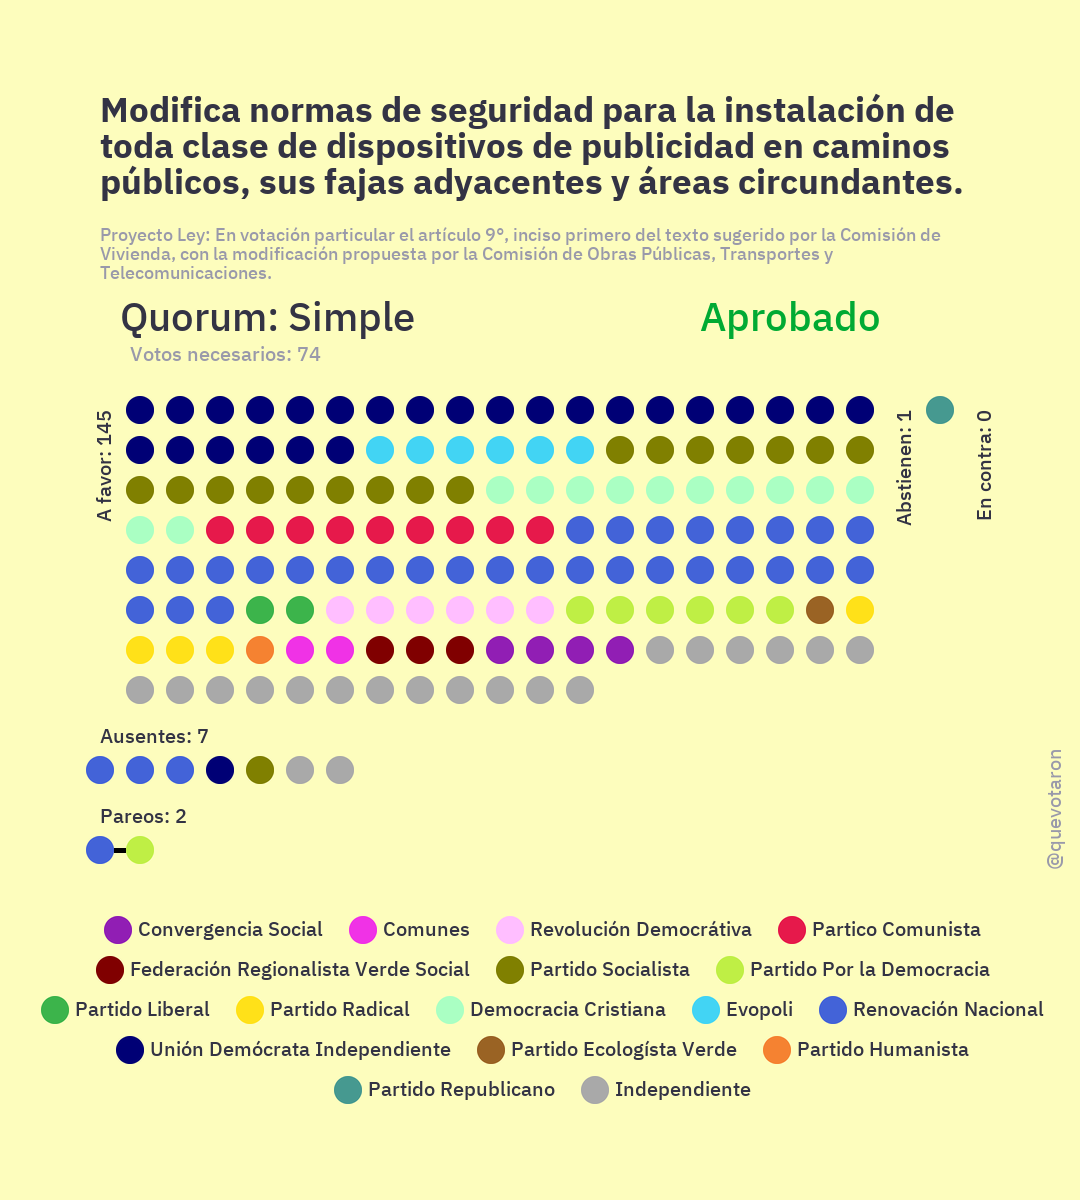 Modifica normas de seguridad para la instalación de
toda clase de dispositivos de publicidad en caminos
públicos, sus fajas adyacentes y áreas circundantes.
Proyecto Ley: En votación particular el artículo 9°, inciso primero del texto sugerido por la Comisión de
Vivienda, con la modificación propuesta por la Comisión de Obras Públicas, Transportes y
Telecomunicaciones.
Quorum: Simple
Aprobado
Votos necesarios: 74
A favor: 145
Abstienen: 1
En contra: 0
Ausentes: 7
Pareos: 2
@quevotaron
Convergencia Social Comunes Revolución Democrátiva Partico Comunista
Federación Regionalista Verde Social Partido Socialista Partido Por la Democracia
Partido Liberal Partido Radical Democracia Cristiana Evopoli Renovación Nacional
Unión Demócrata Independiente Partido Ecologísta Verde Partido Humanista
Partido Republicano Independiente